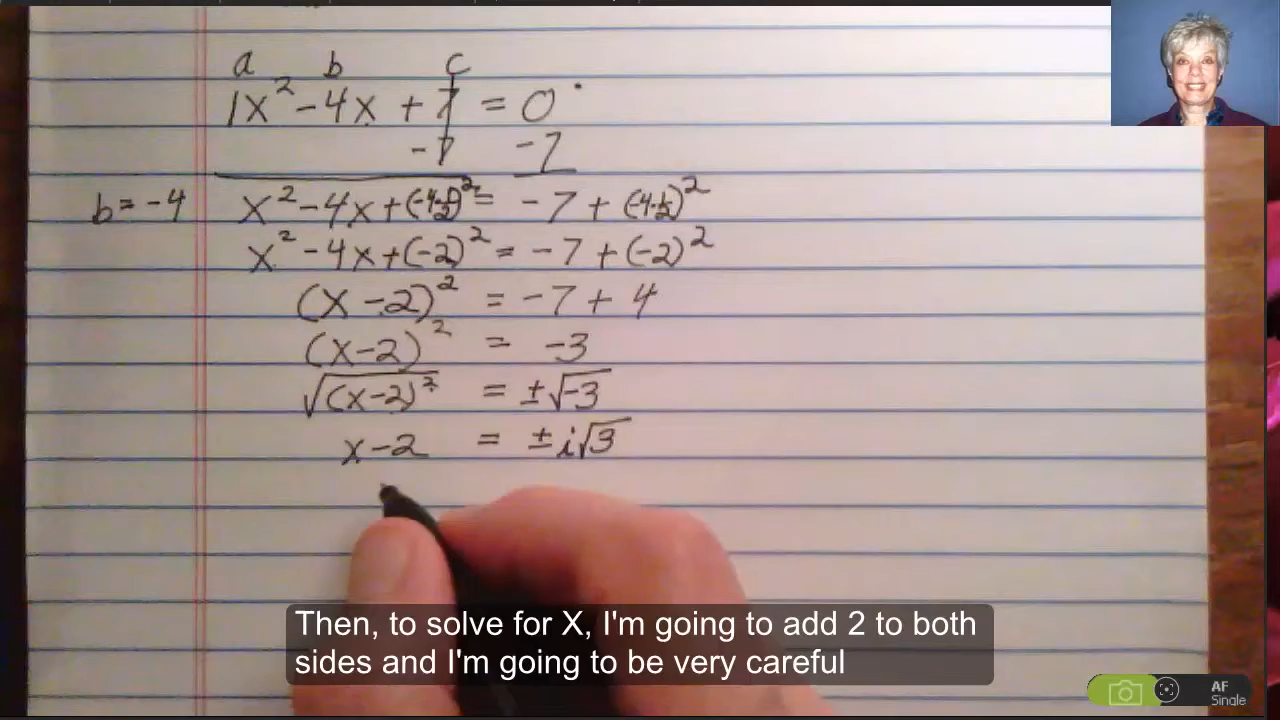 a b c
1x² - 4x + 7 = 0
-7 -7
b = -4 x² - 4x + (-4·½)² = -7 + (-4·½)²
x² - 4x + (-2)² = -7 + (-2)²
(x - 2)² = -7 + 4
(x - 2)² = -3
√(x - 2)² = ±√-3
x - 2 = ± i√3
Then, to solve for X, I'm going to add 2 to both
sides and I'm going to be very careful
AF
Single